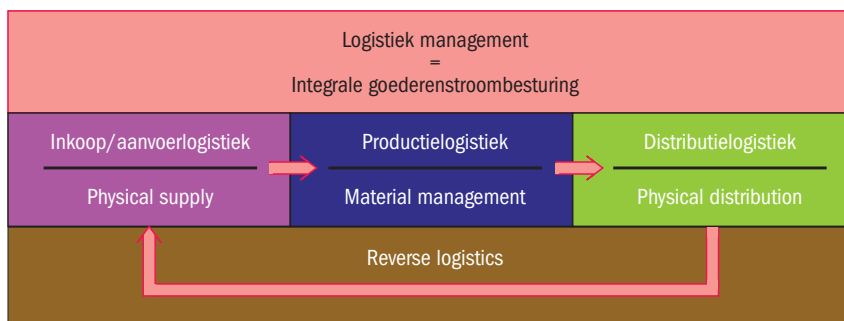 Logistiek management
=
Integrale goederenstroombesturing
Inkoop/aanvoerlogistiek
Physical supply
Productielogistiek
Material management
Distributielogistiek
Physical distribution
Reverse logistics